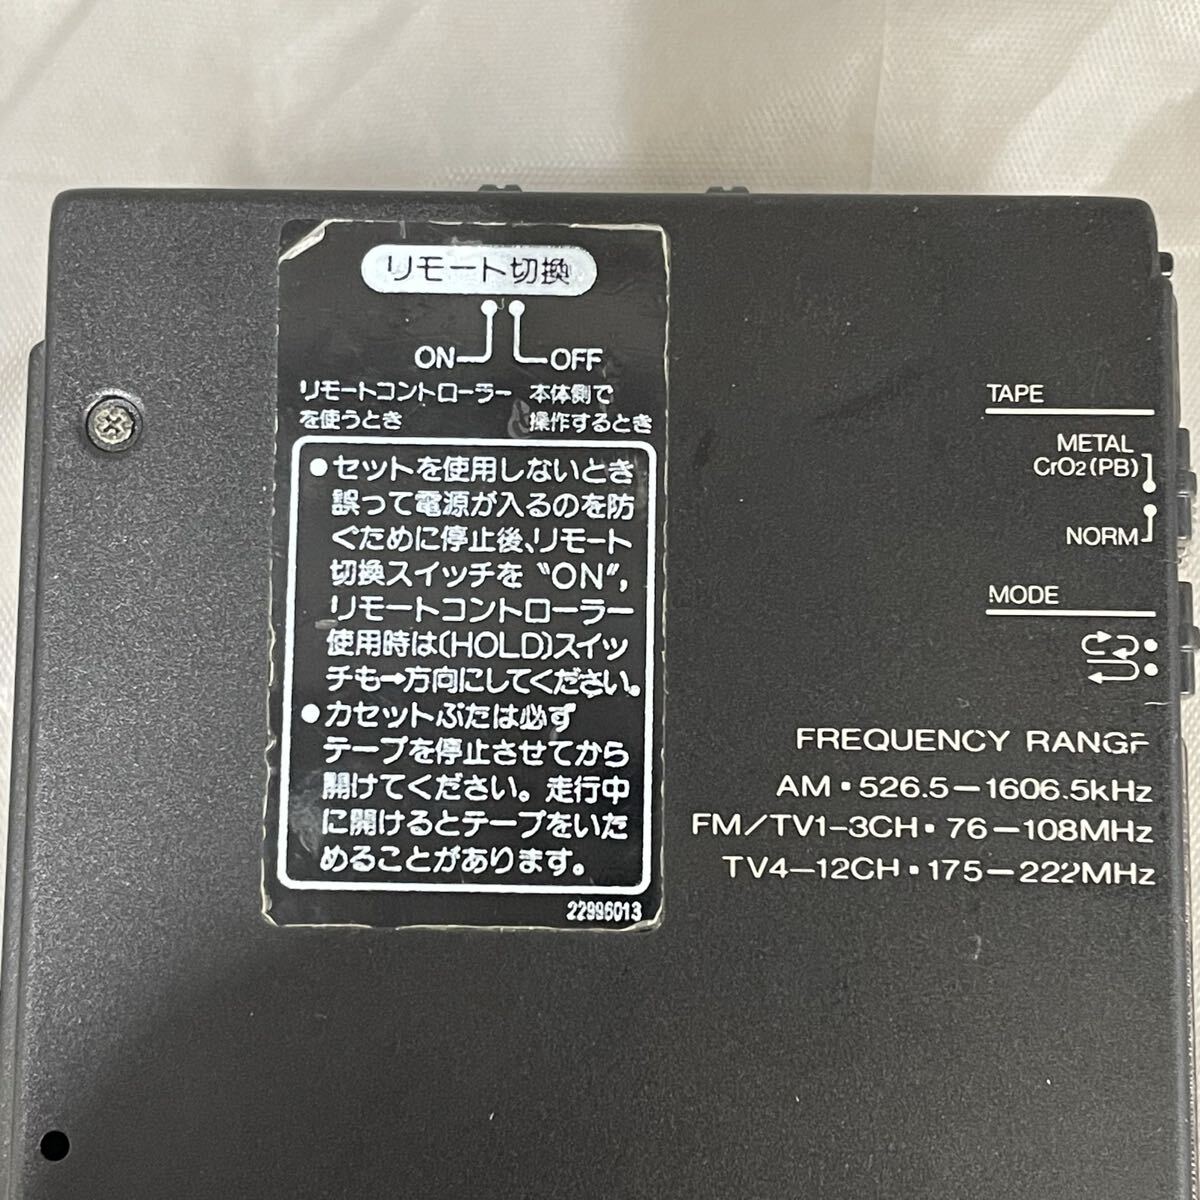 リモート切換
ON OFF
リモートコントローラー 本体側で
を使うとき 操作するとき
●セットを使用しないとき
誤って電源が入るのを防
ぐために停止後、リモート
切換スイッチを〝ON〟,
リモートコントローラー
使用時は(HOLD)スイッ
チも→方向にしてください。
●カセットぶたは必ず
テープを停止させてから
開けてください。走行中
に開けるとテープをいた
めることがあります。
22996013
TAPE
METAL
CrO2(PB)
NORM
MODE
FREQUENCY RANGE
AM・526.5－1606.5kHz
FM/TV1-3CH・76－108MHz
TV4－12CH・175－222MHz